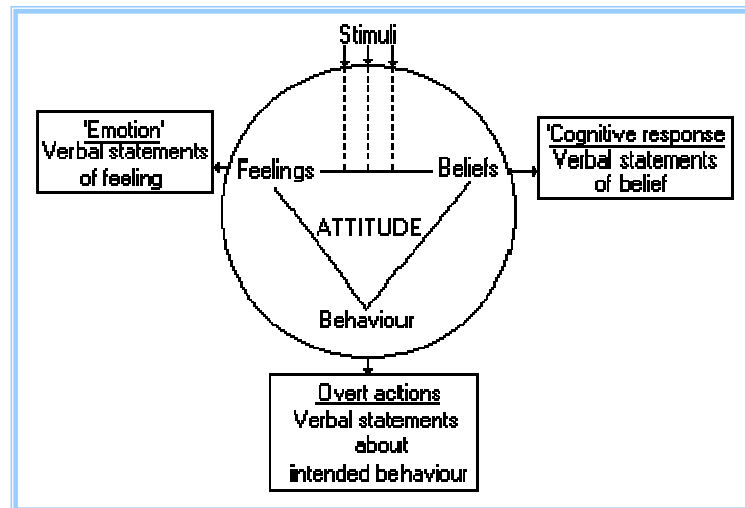 Stimuli
'Emotion'
Verbal statements
of feeling
Feelings
Beliefs
'Cognitive response
Verbal statements
of belief
ATTITUDE
Behaviour
Overt actions
Verbal statements
about
intended behaviour